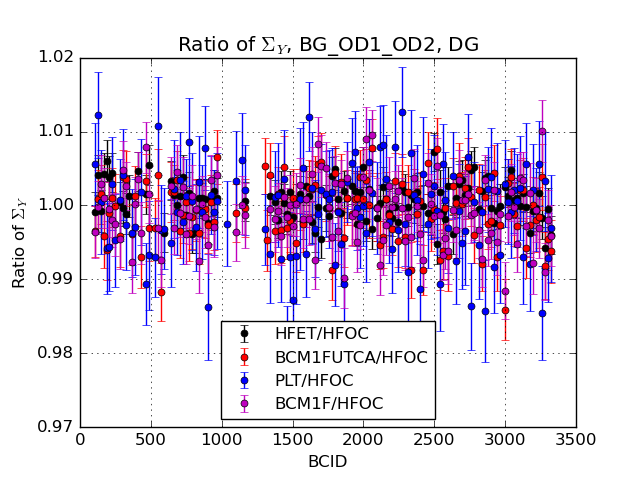 Ratio of Σ_Y, BG_OD1_OD2, DG
1.02
1.01
1.00
0.99
0.98
0.97
Ratio of Σ_Y
HFET/HFOC
BCM1FUTCA/HFOC
PLT/HFOC
BCM1F/HFOC
0 500 1000 1500 2000 2500 3000 3500
BCID